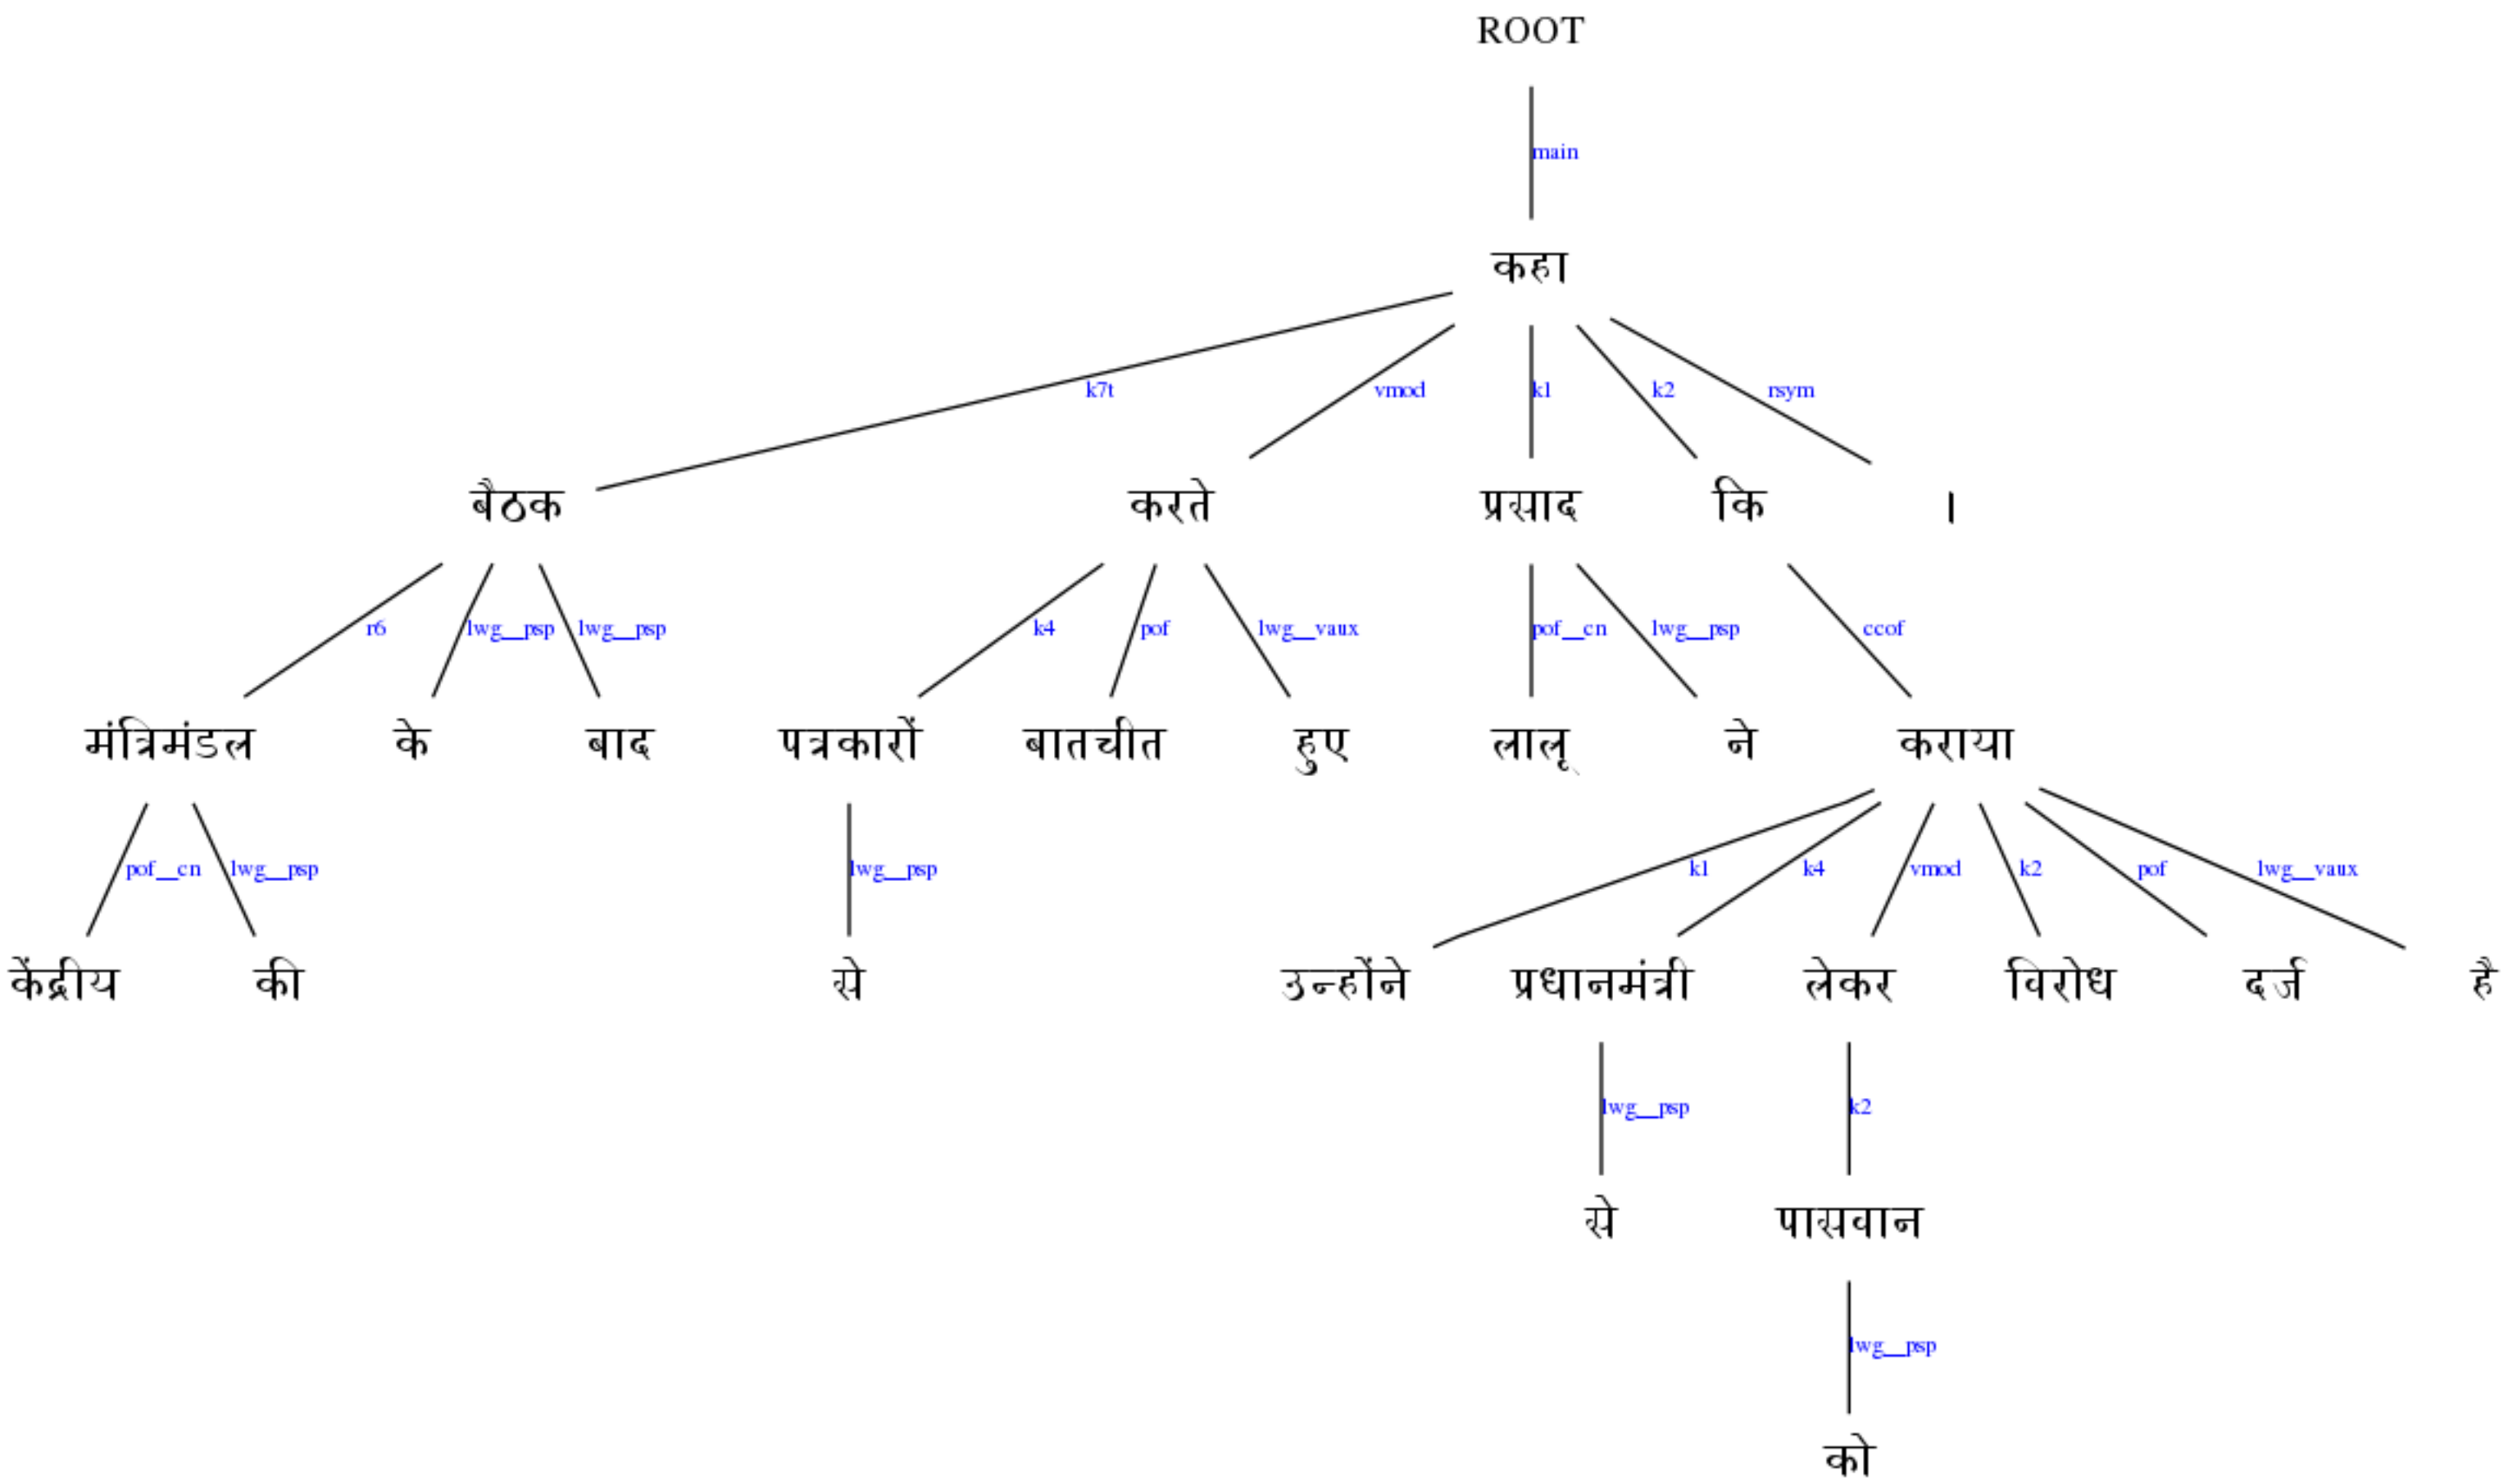 ROOT
main
कहा
k7t vmod k1 k2 rsym
बैठक करते प्रसाद कि ।
r6 lwg__psp lwg__psp k4 pof lwg__vaux pof__cn lwg__psp ccof
मंत्रिमंडल के बाद पत्रकारों बातचीत हुए लालू ने कराया
pof__cn lwg__psp lwg__psp k1 k4 vmod k2 pof lwg__vaux
केंद्रीय की से उन्होंने प्रधानमंत्री लेकर विरोध दर्ज है
lwg__psp k2
से पासवान
lwg__psp
को